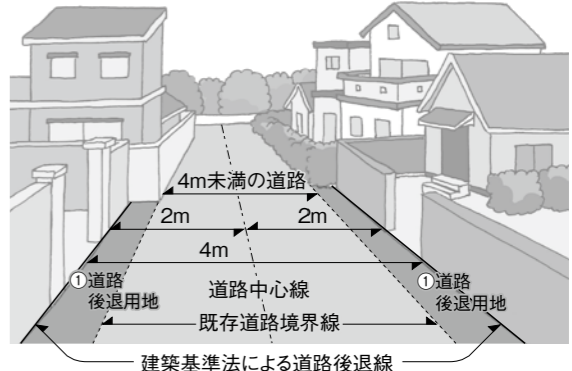 4m未満の道路
2m
2m
4m
①道路
後退用地
道路中心線
①道路
後退用地
既存道路境界線
建築基準法による道路後退線